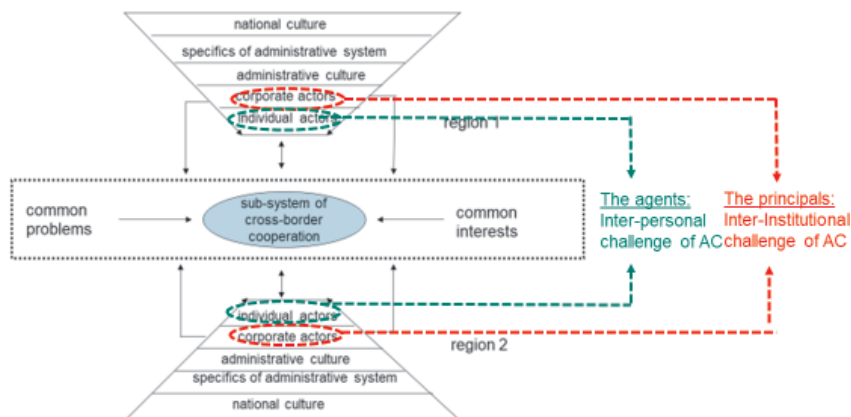 national culture
specifics of administrative system
administrative culture
corporate actors
individual actors
region 1
common
problems
sub-system of
cross-border
cooperation
common
interests
The agents:
Inter-personal
challenge of AC
The principals:
Inter-Institutional
challenge of AC
individual actors
corporate actors
region 2
administrative culture
specifics of administrative system
national culture